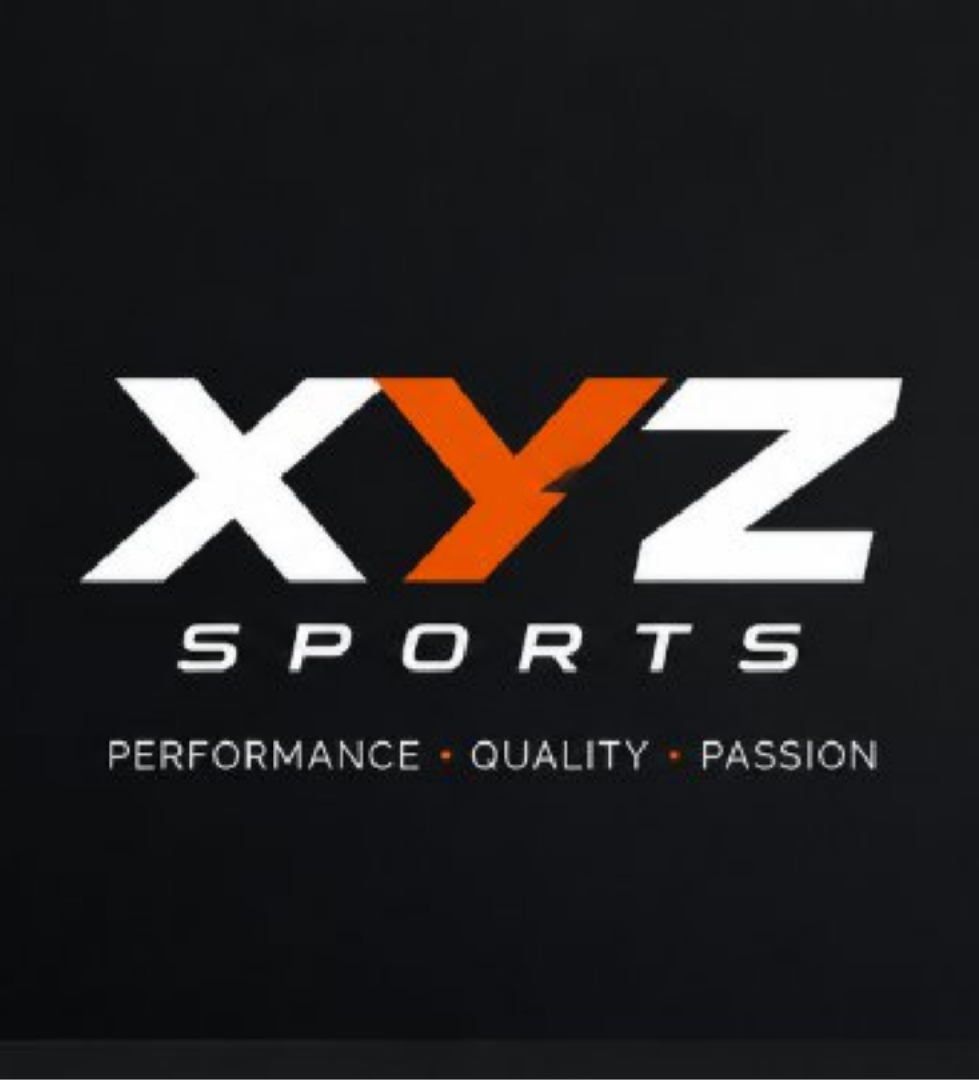 XYZ
SPORTS
PERFORMANCE • QUALITY • PASSION